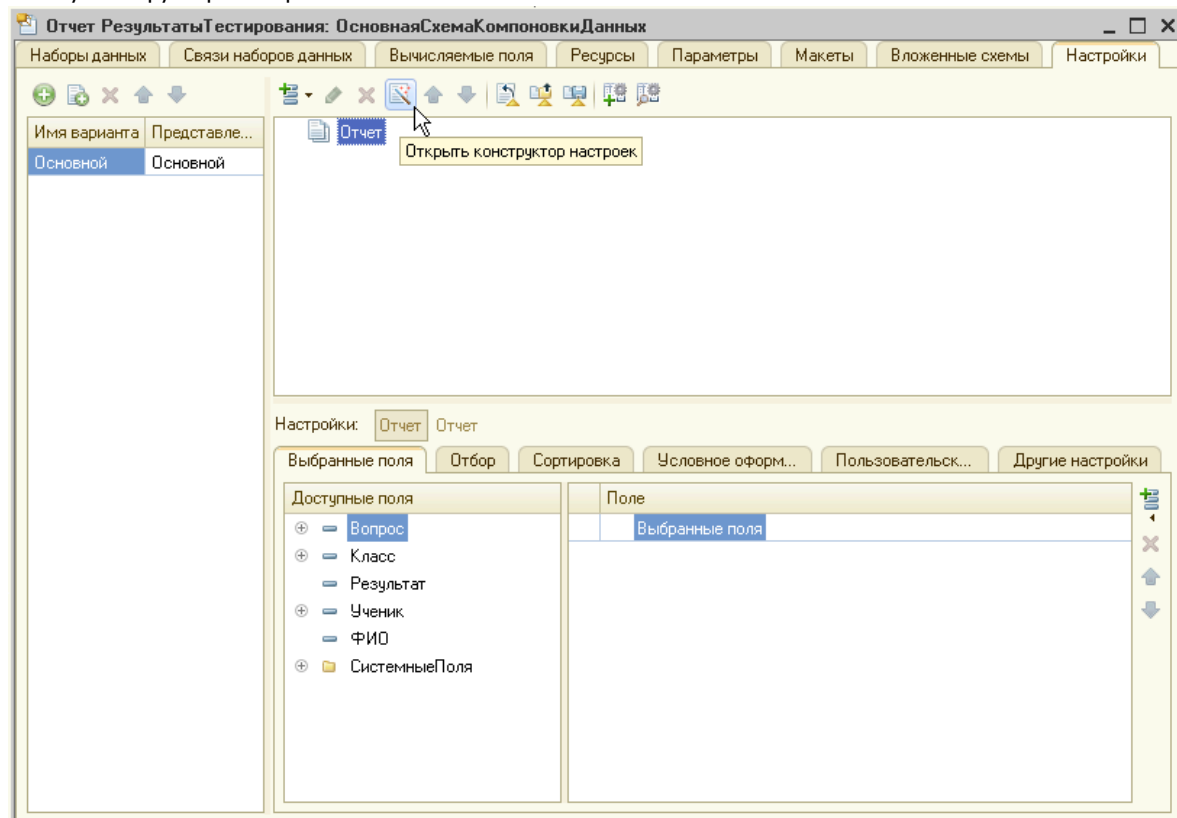 Отчет РезультатыТестирования: ОсновнаяСхемаКомпоновкиДанных
Наборы данных Связи наборов данных Вычисляемые поля Ресурсы Параметры Макеты Вложенные схемы Настройки
Имя варианта Представле...
Основной Основной
Отчет
Открыть конструктор настроек
Настройки: Отчет Отчет
Выбранные поля Отбор Сортировка Условное оформ... Пользовательск... Другие настройки
Доступные поля Поле
Вопрос Выбранные поля
Класс
Результат
Ученик
ФИО
СистемныеПоля